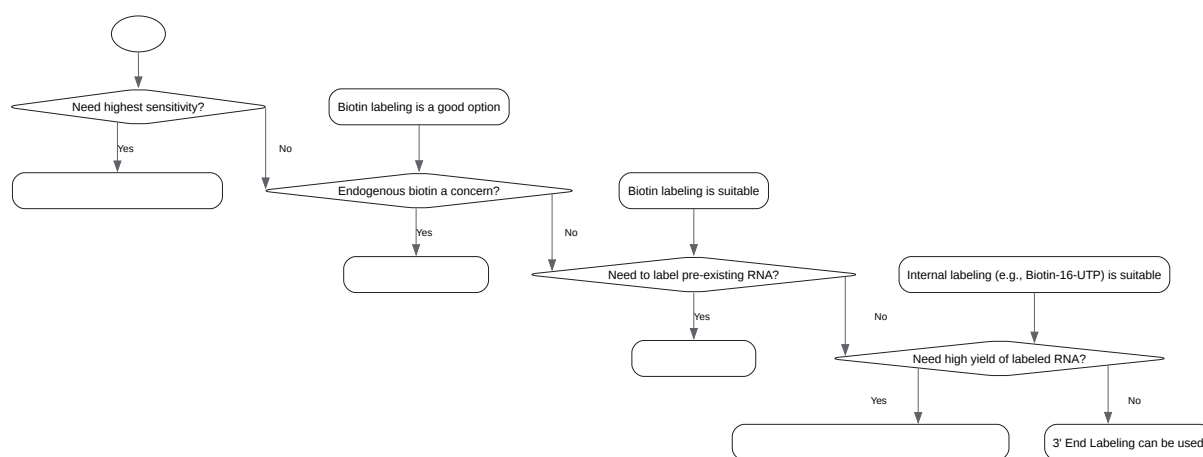 Need highest sensitivity?
Yes
No
Biotin labeling is a good option
Endogenous biotin a concern?
Yes
No
Biotin labeling is suitable
Need to label pre-existing RNA?
Yes
No
Internal labeling (e.g., Biotin-16-UTP) is suitable
Need high yield of labeled RNA?
Yes
No
3' End Labeling can be used